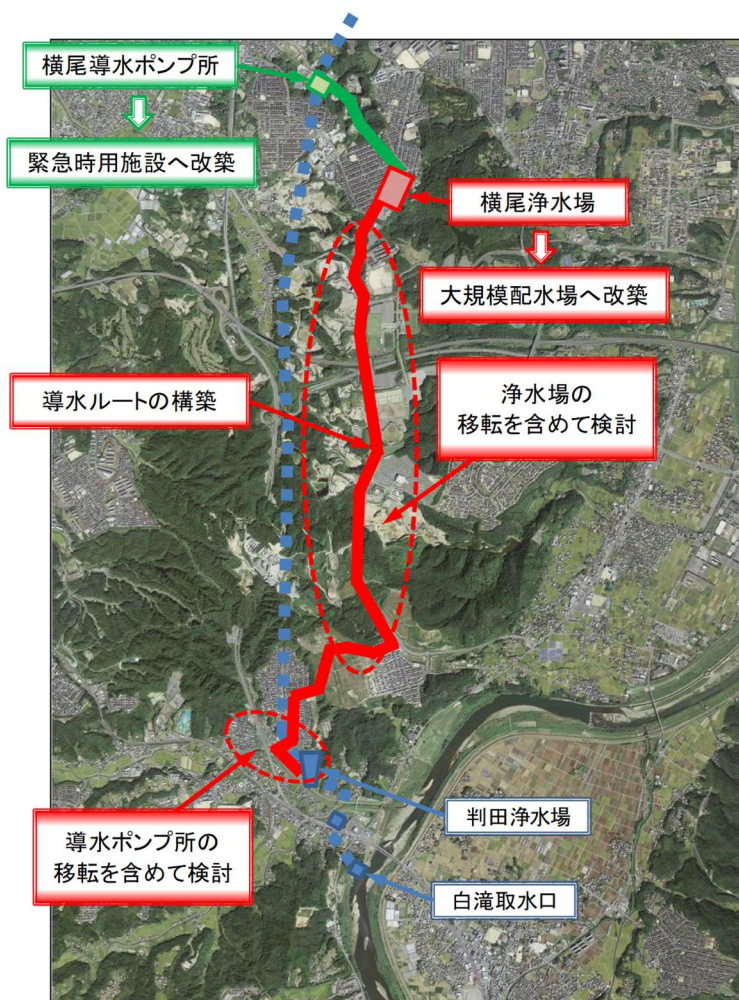 横尾導水ポンプ所
緊急時用施設へ改築
横尾浄水場
大規模配水場へ改築
導水ルートの構築
浄水場の
移転を含めて検討
判田浄水場
導水ポンプ所の
移転を含めて検討
白滝取水口